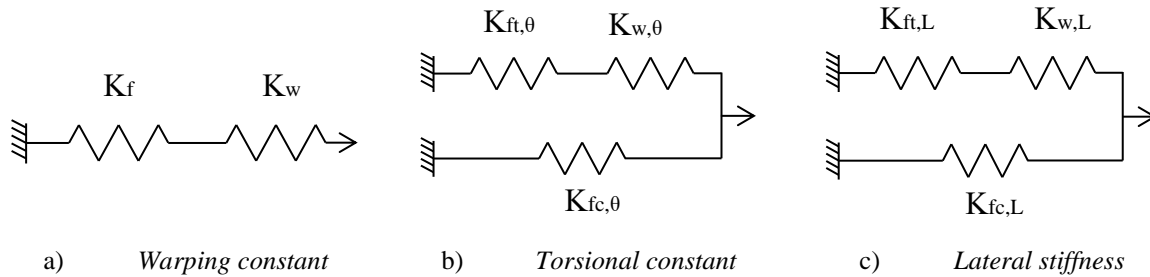 K_ft,θ K_w,θ K_ft,L K_w,L
K_f K_w
K_fc,θ K_fc,L
a) Warping constant b) Torsional constant c) Lateral stiffness